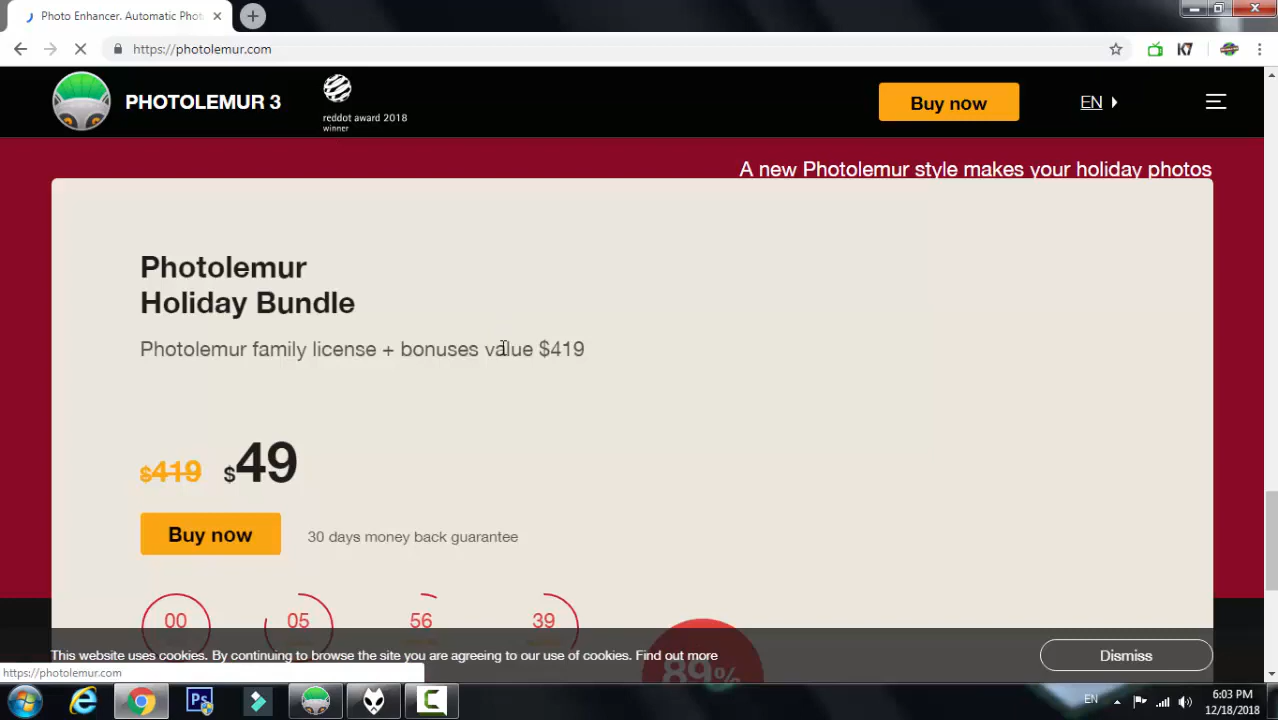 Photo Enhancer. Automatic Phot
https://photolemur.com
K7
PHOTOLEMUR 3
reddot award 2018
winner
Buy now
EN
A new Photolemur style makes your holiday photos
Photolemur
Holiday Bundle
Photolemur family license + bonuses value $419
$419 $49
Buy now
30 days money back guarantee
00 05 56 39
89%
This website uses cookies. By continuing to browse the site you are agreeing to our use of cookies. Find out more
Dismiss
https://photolemur.com
Ps
EN
6:03 PM
12/18/2018